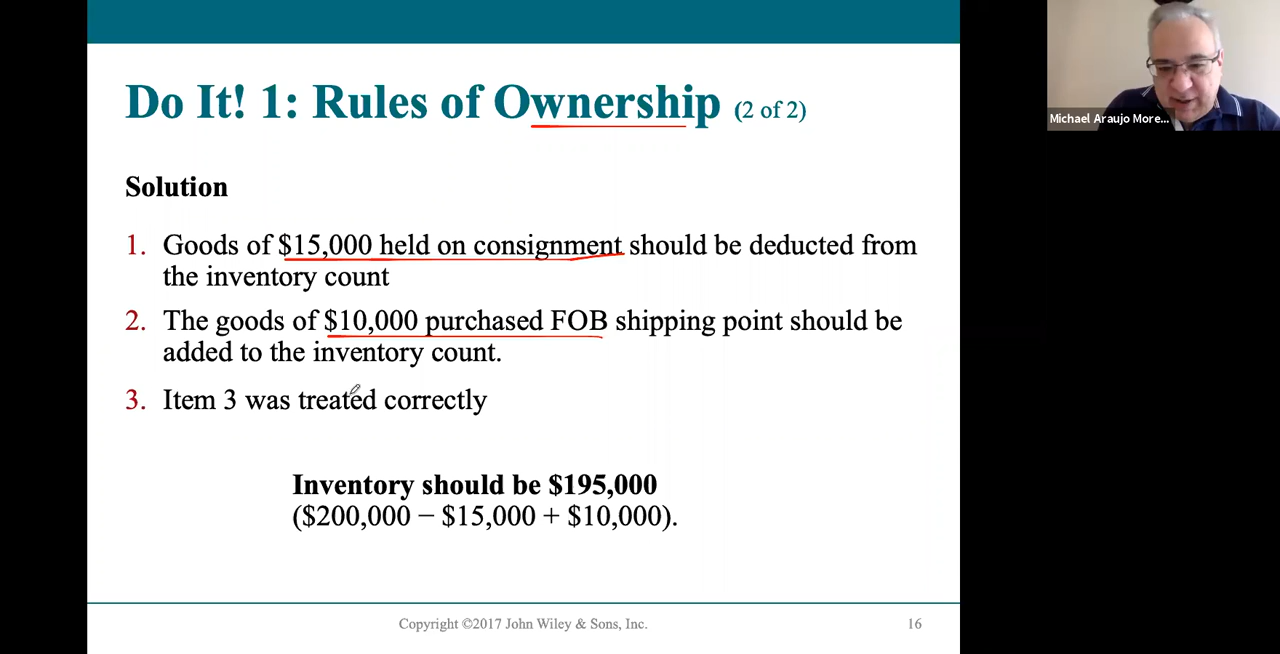 Do It! 1: Rules of Ownership (2 of 2)
Michael Araujo More...
Solution
1. Goods of $15,000 held on consignment should be deducted from
the inventory count
2. The goods of $10,000 purchased FOB shipping point should be
added to the inventory count.
3. Item 3 was treated correctly
Inventory should be $195,000
($200,000 − $15,000 + $10,000).
Copyright ©2017 John Wiley & Sons, Inc.
16